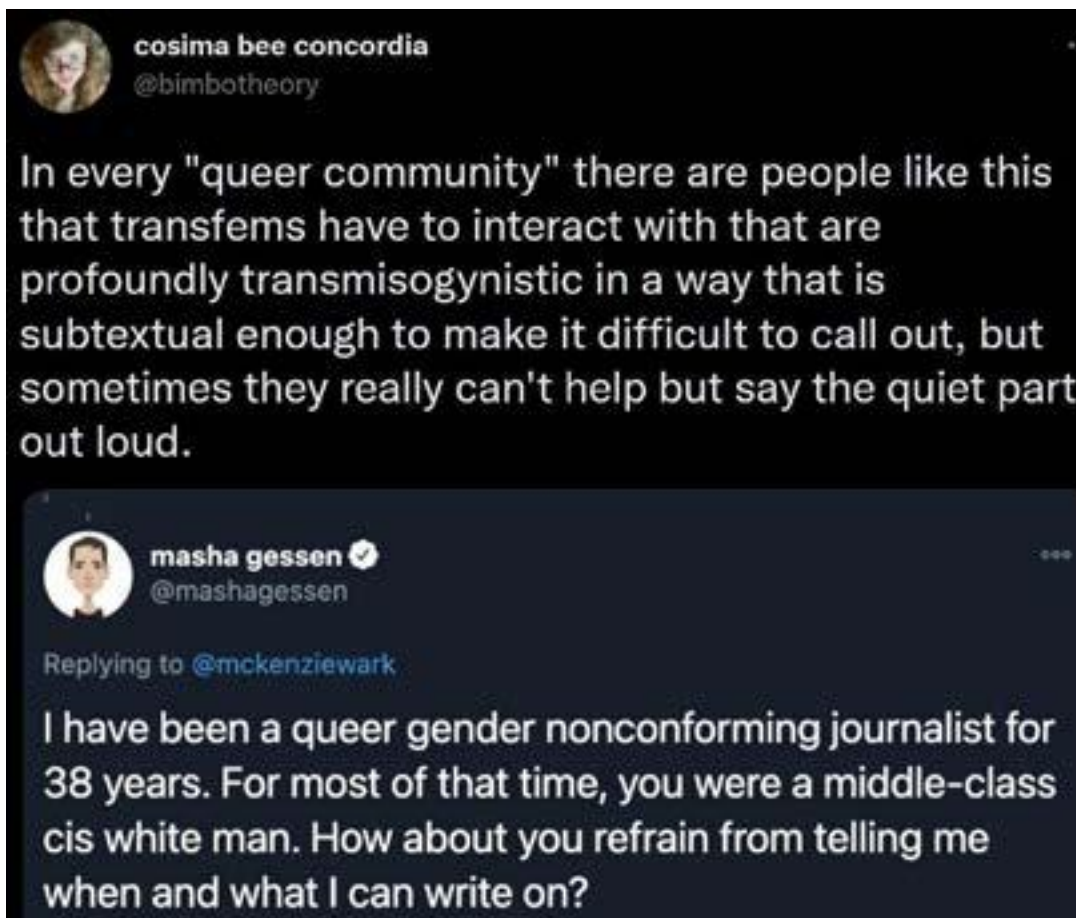 cosima bee concordia
@bimbotheory
In every "queer community" there are people like this
that transfems have to interact with that are
profoundly transmisogynistic in a way that is
subtextual enough to make it difficult to call out, but
sometimes they really can't help but say the quiet part
out loud.
masha gessen
@mashagessen
Replying to @mckenziewark
I have been a queer gender nonconforming journalist for
38 years. For most of that time, you were a middle-class
cis white man. How about you refrain from telling me
when and what I can write on?